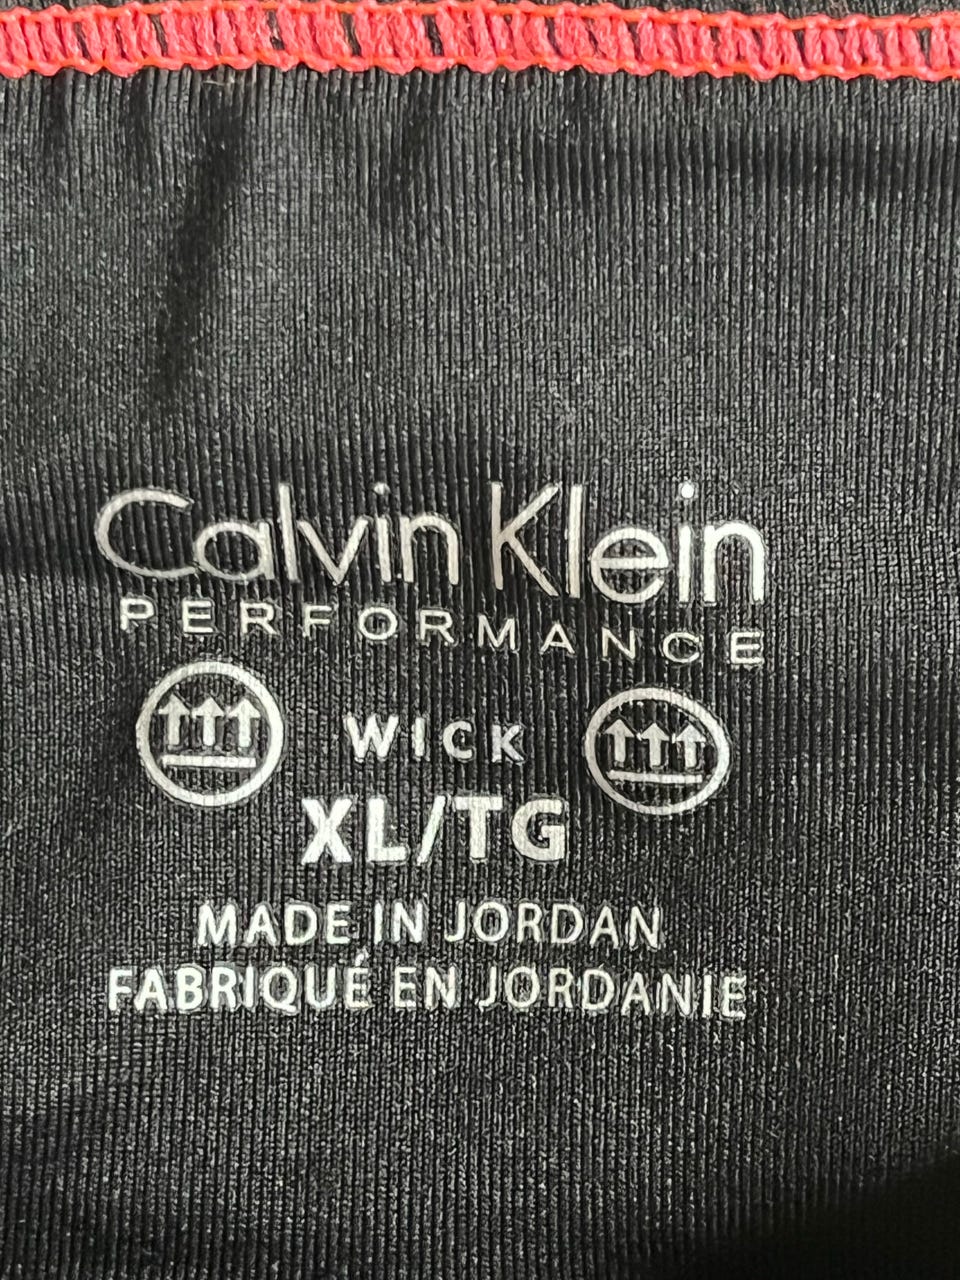 Calvin Klein
PERFORMANCE
WICK
XL/TG
MADE IN JORDAN
FABRIQUÉ EN JORDANIE